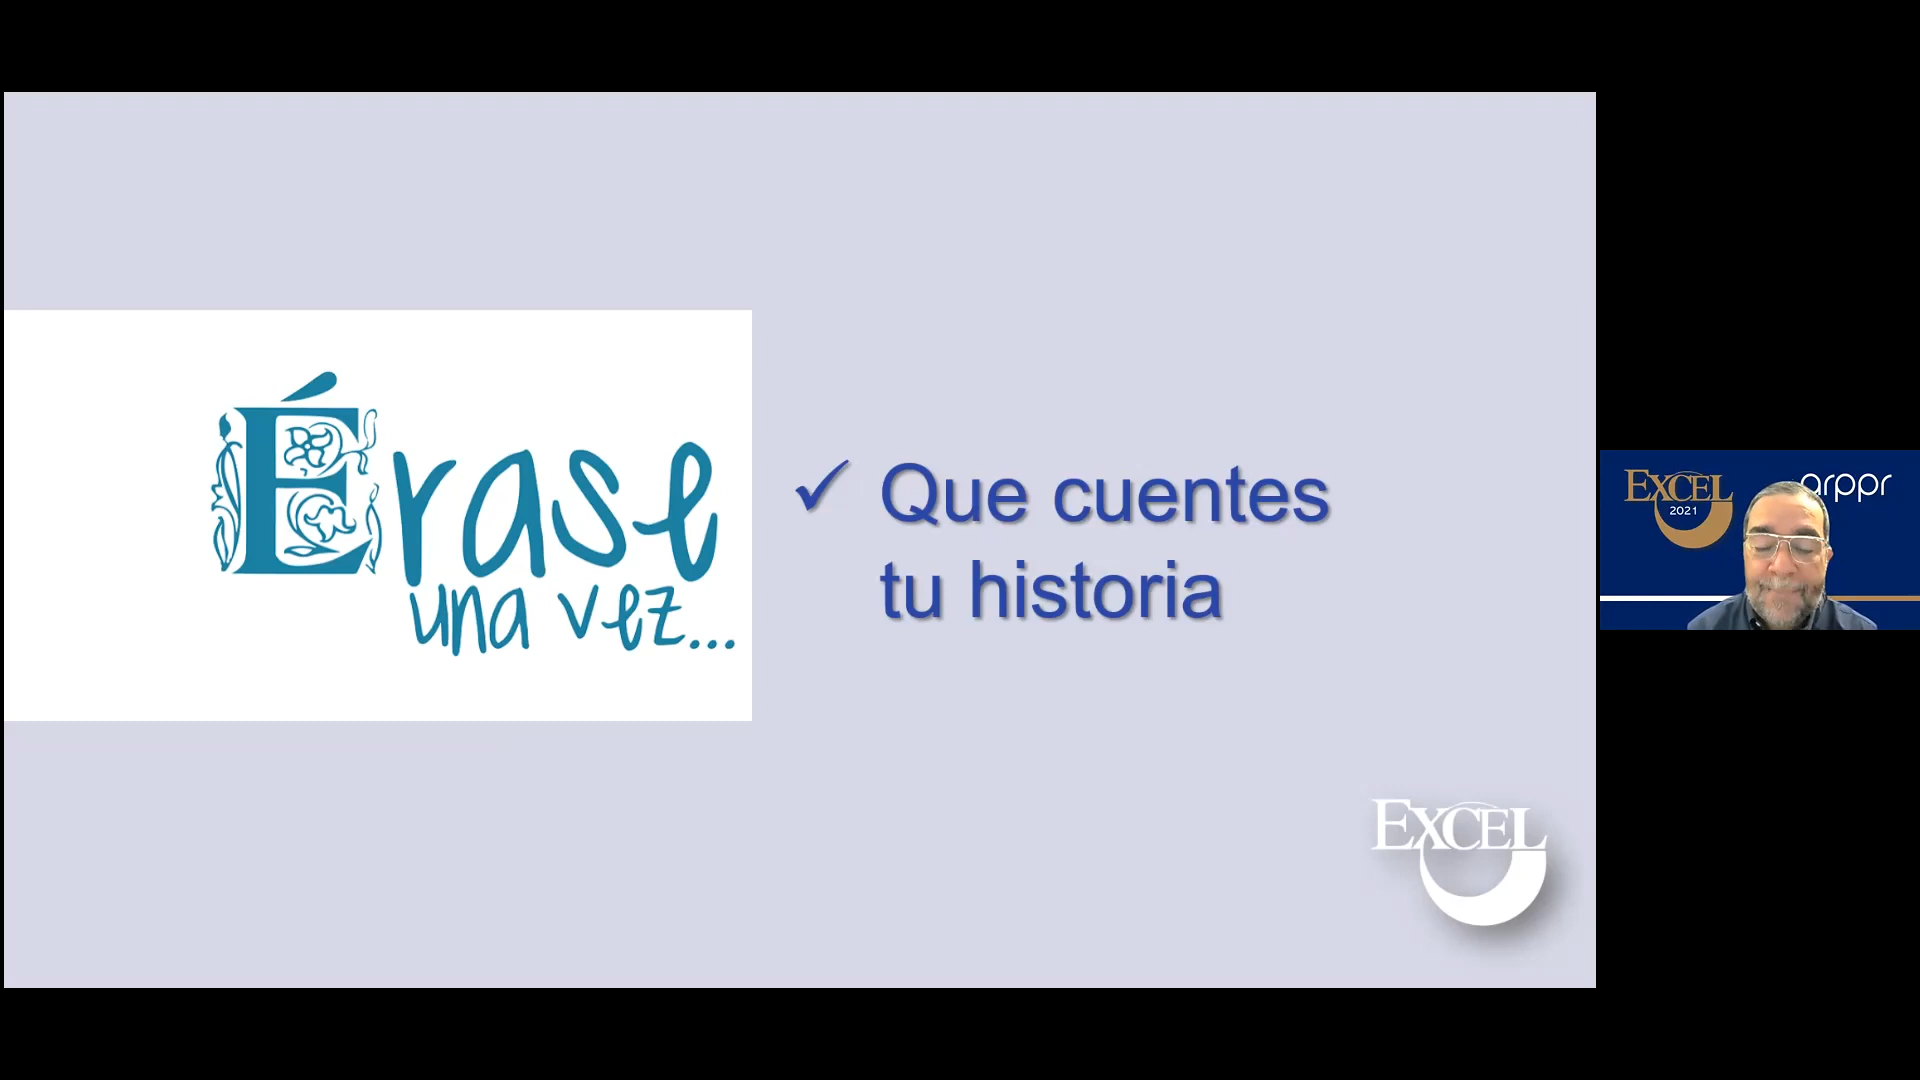 Érase
una vez...
✓ Que cuentes
tu historia
EXCEL
EXCEL
2021
arppr